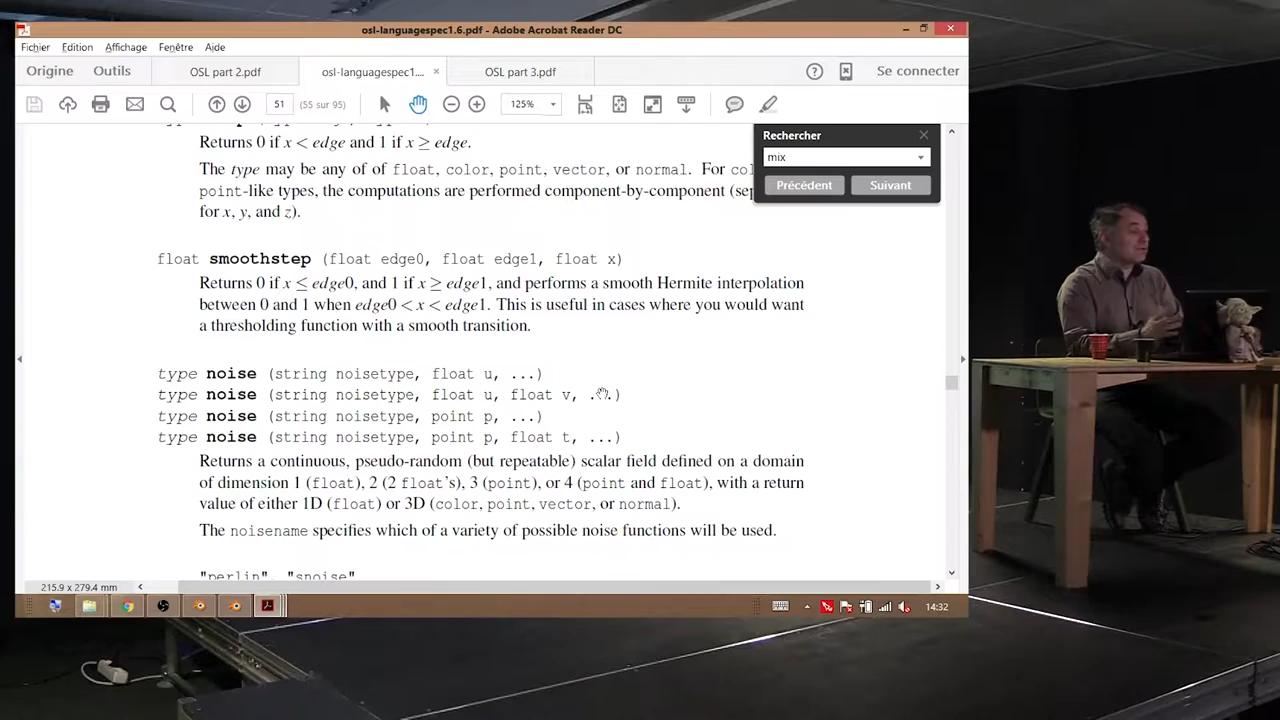 osl-languagespec1.6.pdf - Adobe Acrobat Reader DC
Fichier Edition Affichage Fenêtre Aide
Origine Outils OSL part 2.pdf osl-languagespec1.... × OSL part 3.pdf Se connecter
51 (55 sur 95) 125%
Rechercher
mix
Précédent Suivant
Returns 0 if x < edge and 1 if x ≥ edge.
The type may be any of of float, color, point, vector, or normal. For
point-like types, the computations are performed component-by-component
for x, y, and z).
float smoothstep (float edge0, float edge1, float x)
Returns 0 if x ≤ edge0, and 1 if x ≥ edge1, and performs a smooth Hermite interpolation
between 0 and 1 when edge0 < x < edge1. This is useful in cases where you would want
a thresholding function with a smooth transition.
type noise (string noisetype, float u, ...)
type noise (string noisetype, float u, float v, ...)
type noise (string noisetype, point p, ...)
type noise (string noisetype, point p, float t, ...)
Returns a continuous, pseudo-random (but repeatable) scalar field defined on a domain
of dimension 1 (float), 2 (2 float's), 3 (point), or 4 (point and float), with a return
value of either 1D (float) or 3D (color, point, vector, or normal).
The noisename specifies which of a variety of possible noise functions will be used.
"perlin", "snoise"
215.9 x 279.4 mm
14:32